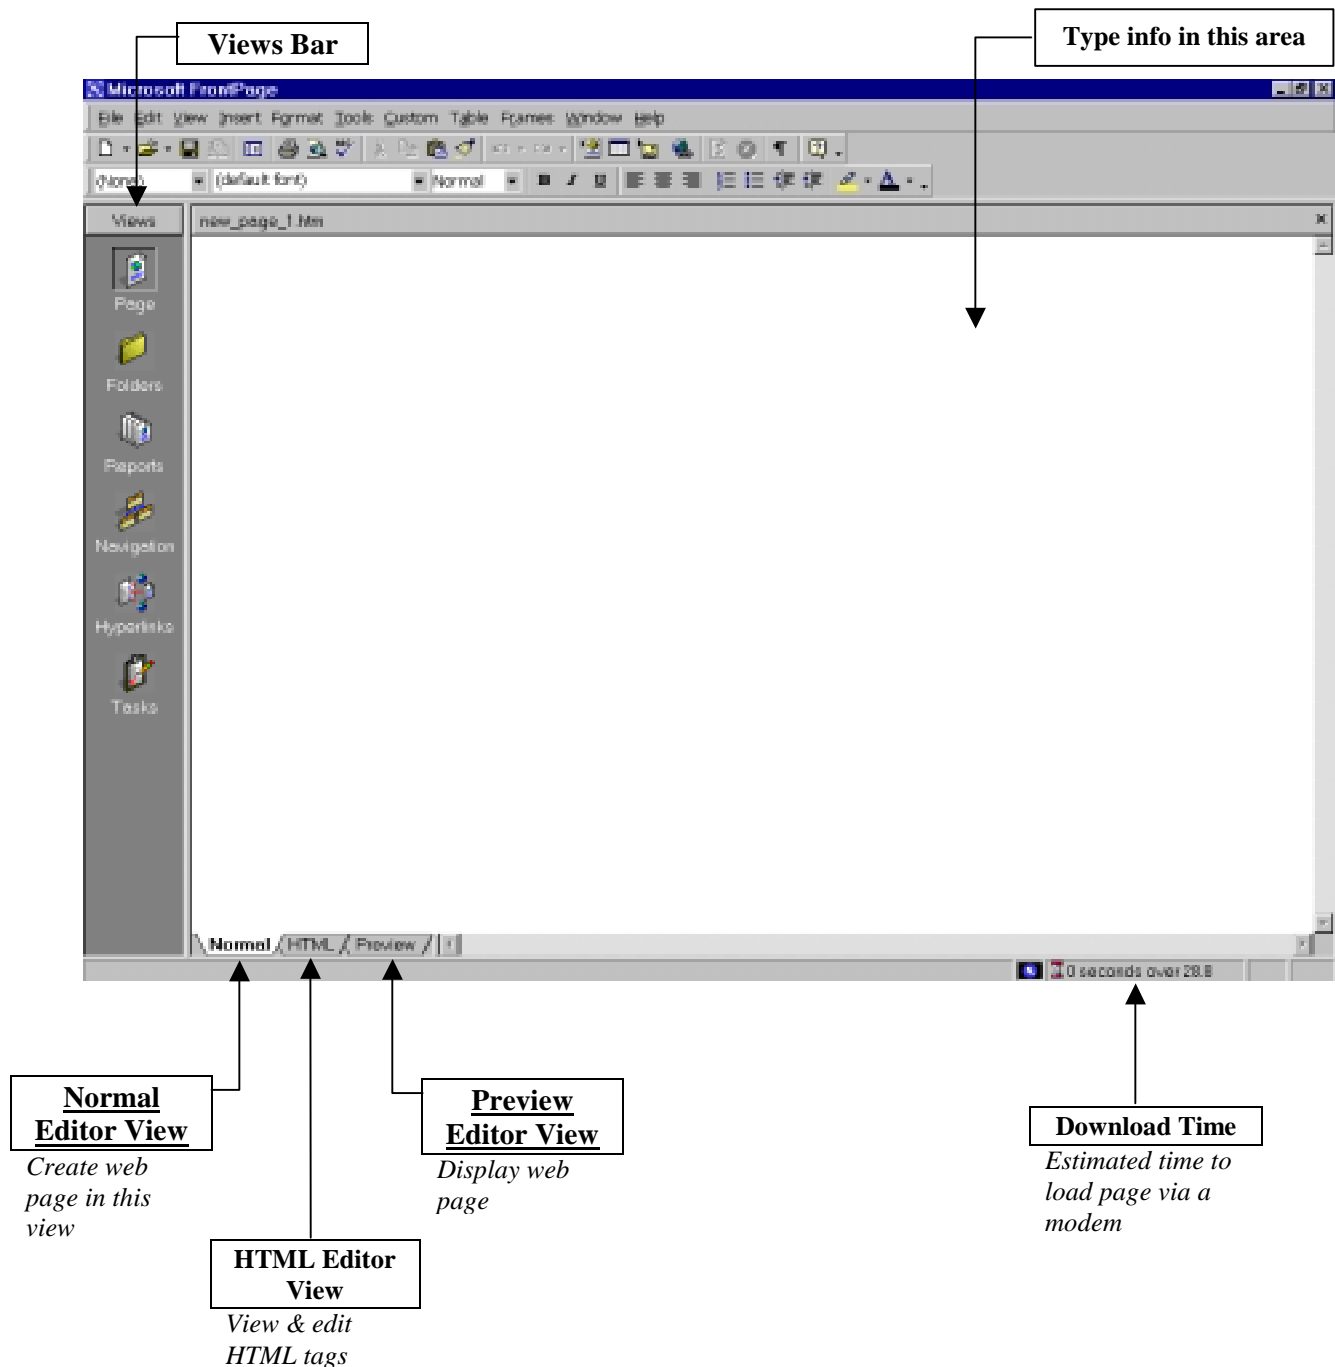 Views Bar
Type info in this area
Microsoft FrontPage
File Edit View Insert Format Tools Custom Table Frames Window Help
(None) (default font) Normal B I U
Views
new_page_1.htm
Page
Folders
Reports
Navigation
Hyperlinks
Tasks
Normal HTML Preview
0 seconds over 28.8
Normal
Editor View
Create web
page in this
view
Preview
Editor View
Display web
page
Download Time
Estimated time to
load page via a
modem
HTML Editor
View
View & edit
HTML tags